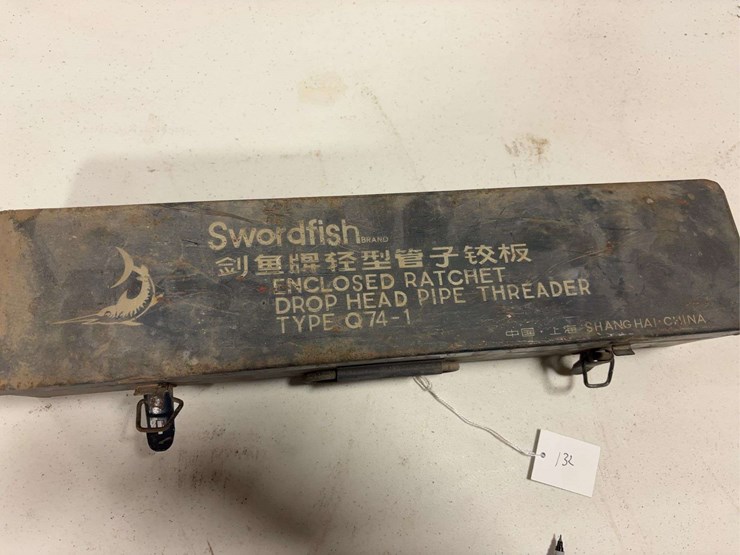 Swordfish BRAND
剑鱼牌轻型管子铰板
ENCLOSED RATCHET
DROP HEAD PIPE THREADER
TYPE Q74-1
中国·上海·SHANGHAI·CHINA
132